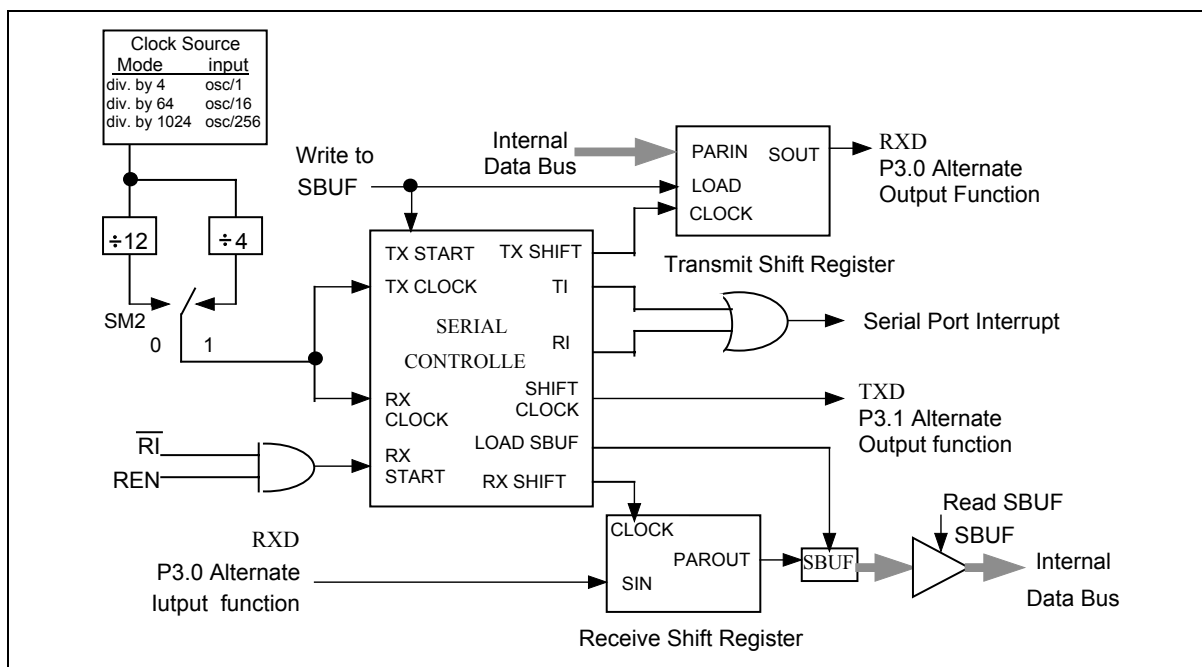 Clock Source
Mode input
div. by 4 osc/1
div. by 64 osc/16
div. by 1024 osc/256
÷12
÷4
SM2
0 1
Write to
SBUF
Internal
Data Bus
PARIN SOUT
LOAD
CLOCK
RXD
P3.0 Alternate
Output Function
Transmit Shift Register
TX START TX SHIFT
TX CLOCK TI
SERIAL
CONTROLLE
RI
RX
CLOCK
SHIFT
CLOCK
LOAD SBUF
RX
START
RX SHIFT
Serial Port Interrupt
TXD
P3.1 Alternate
Output function
RI
REN
RXD
P3.0 Alternate
Iutput function
CLOCK
PAROUT
SIN
Receive Shift Register
SBUF
Read SBUF
SBUF
Internal
Data Bus